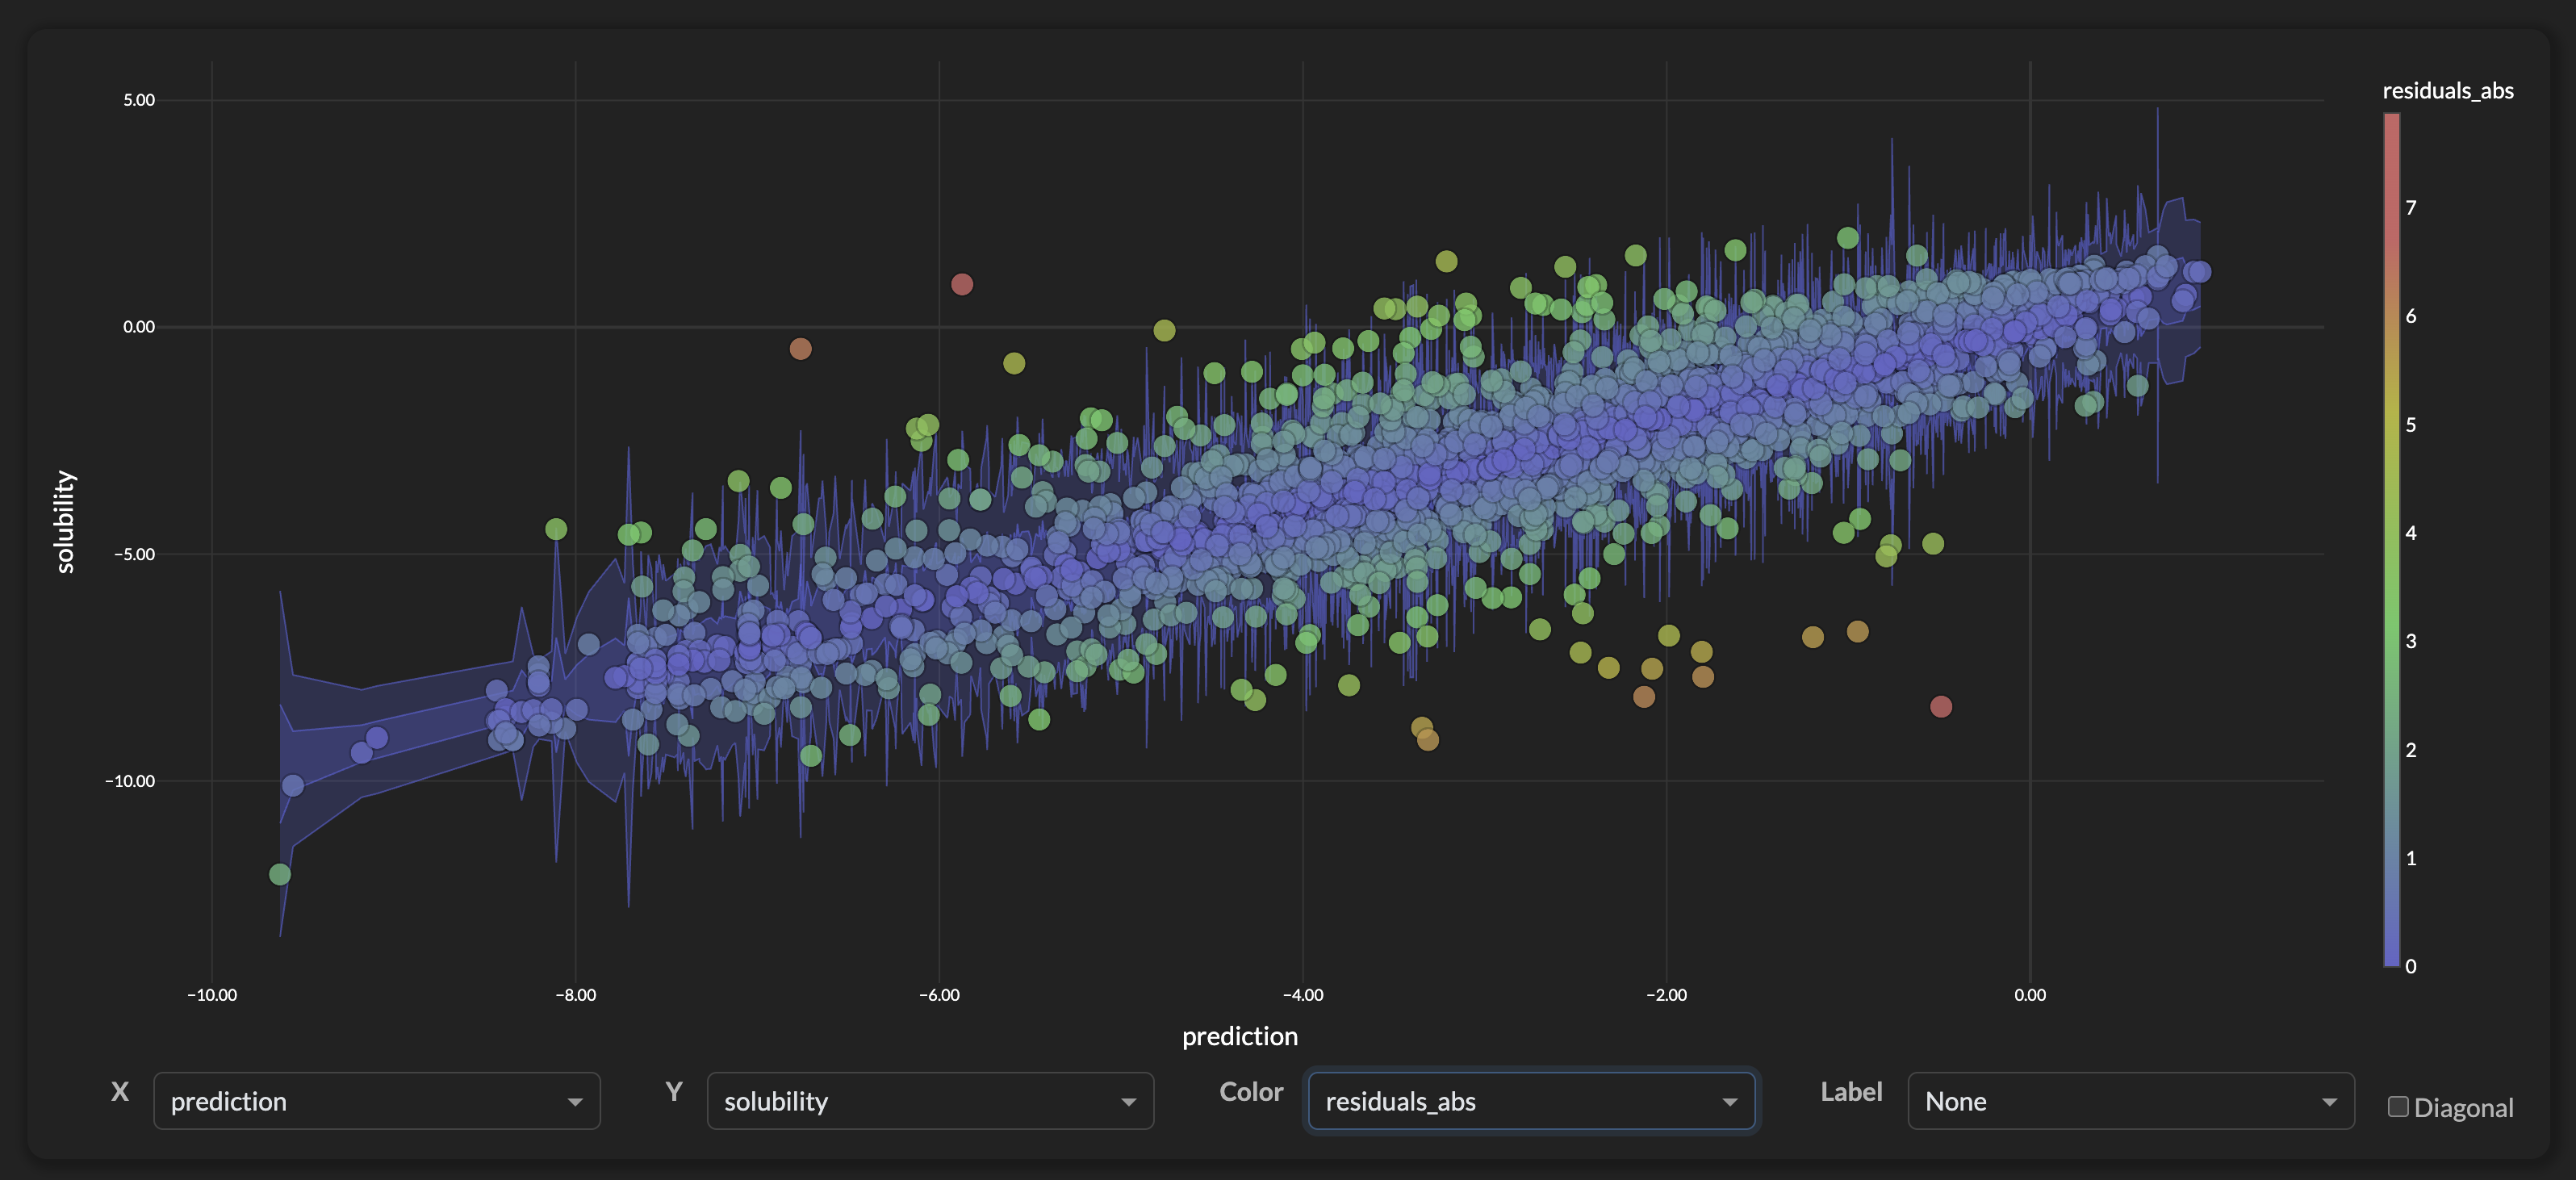 residuals_abs
5.00
0.00
−5.00
−10.00
solubility
7
6
5
4
3
2
1
0
−10.00
−8.00
−6.00
−4.00
−2.00
0.00
prediction
X
prediction
Y
solubility
Color
residuals_abs
Label
None
Diagonal